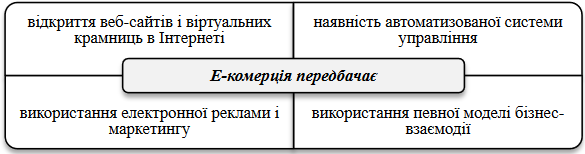 відкриття веб-сайтів і віртуальних
крамниць в Інтернеті
наявність автоматизованої системи
управління
Е-комерція передбачає
використання електронної реклами і
маркетингу
використання певної моделі бізнес-
взаємодії